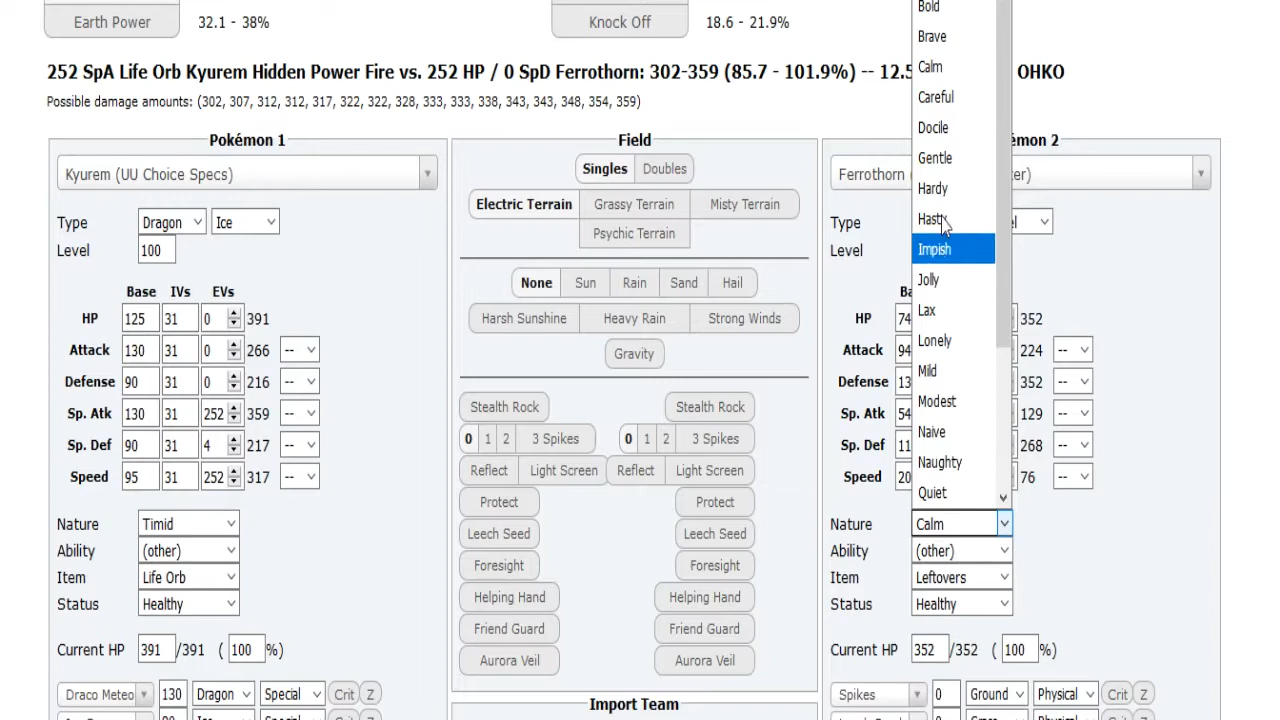 Earth Power 32.1 - 38% Knock Off 18.6 - 21.9%
252 SpA Life Orb Kyurem Hidden Power Fire vs. 252 HP / 0 SpD Ferrothorn: 302-359 (85.7 - 101.9%) -- 12.5 OHKO
Possible damage amounts: (302, 307, 312, 312, 317, 322, 322, 328, 333, 333, 338, 343, 343, 348, 354, 359)
Pokémon 1
Kyurem (UU Choice Specs)
Type Dragon Ice
Level 100
Base IVs EVs
HP 125 31 0 391
Attack 130 31 0 266 --
Defense 90 31 0 216 --
Sp. Atk 130 31 252 359 --
Sp. Def 90 31 4 217 --
Speed 95 31 252 317 --
Nature Timid
Ability (other)
Item Life Orb
Status Healthy
Current HP 391 /391 ( 100 %)
Draco Meteo 130 Dragon Special Crit Z
Field
Singles Doubles
Electric Terrain Grassy Terrain Misty Terrain
Psychic Terrain
None Sun Rain Sand Hail
Harsh Sunshine Heavy Rain Strong Winds
Gravity
Stealth Rock Stealth Rock
0 1 2 3 Spikes 0 1 2 3 Spikes
Reflect Light Screen Reflect Light Screen
Protect Protect
Leech Seed Leech Seed
Foresight Foresight
Helping Hand Helping Hand
Friend Guard Friend Guard
Aurora Veil Aurora Veil
Import Team
émon 2
Ferrothorn ( ter)
Type el
Level
Ba
HP 74 352
Attack 94 224 --
Defense 13 352 --
Sp. Atk 54 129 --
Sp. Def 11 268 --
Speed 20 76 --
Bold
Brave
Calm
Careful
Docile
Gentle
Hardy
Hasty
Impish
Jolly
Lax
Lonely
Mild
Modest
Naive
Naughty
Quiet
Nature Calm
Ability (other)
Item Leftovers
Status Healthy
Current HP 352 /352 ( 100 %)
Spikes 0 Ground Physical Crit Z